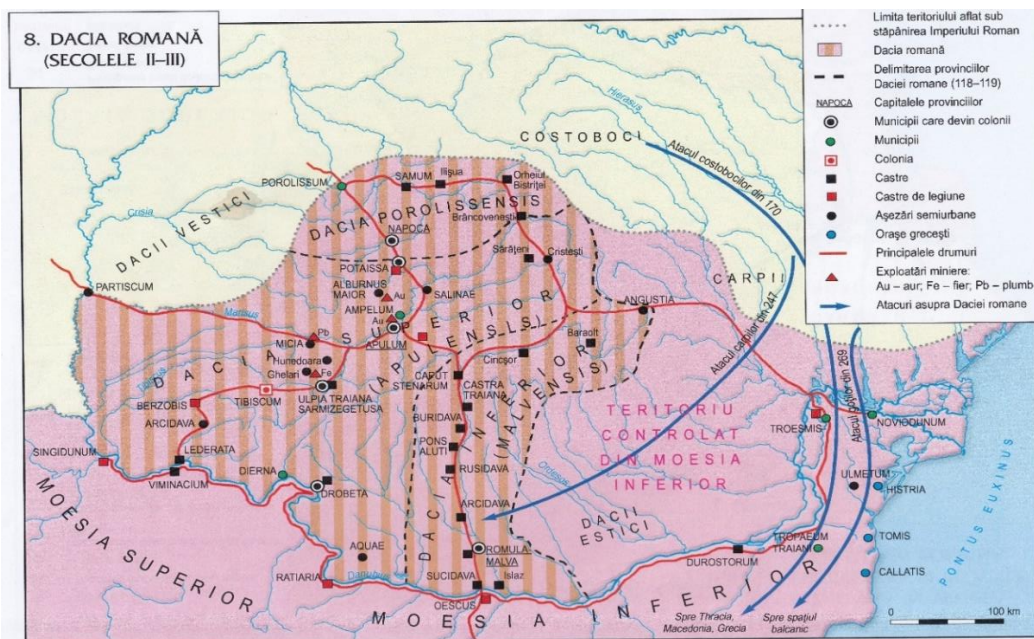 8. DACIA ROMANĂ
(SECOLELE II–III)
Limita teritoriului aflat sub
stăpânirea Imperiului Roman
Dacia romană
Delimitarea provinciilor
Daciei romane (118–119)
NAPOCA
Capitalele provinciilor
Municipii care devin colonii
Municipii
Colonia
Castre
Castre de legiune
Așezări semiurbane
Orașe grecești
Principalele drumuri
Exploatări miniere:
Au – aur; Fe – fier; Pb – plumb
Atacuri asupra Daciei romane
Hierasus
COSTOBOCI
Atacul costobocilor din 170
SAMUM
Ilișua
Orheiul
Bistriței
POROLISSUM
DACIA POROLISSENSIS
Brâncovenești
Crisia
DACII VESTICI
NAPOCA
Sărățeni
Cristești
POTAISSA
CARPII
PARTISCUM
ALBURNUS
MAIOR
Au
SALINAE
AMPELUM
Au
ANGUSTIA
Atacul carpilor din 247
Marisus
Pb
APULUM
DACIA SUPERIOR
(APULENSIS)
Baraolt
MICIA
Hunedoara
Cincșor
Ghelari
Fe
CAPUT
STENARUM
CASTRA
TRAIANA
Atacul goților din 269
TIBISCUM
ULPIA TRAIANA
SARMIZEGETUSA
BERZOBIS
ARCIDAVA
BURIDAVA
TERITORIU
CONTROLAT
DIN MOESIA
INFERIOR
TROESMIS
NOVIODUNUM
DACIA INFERIOR
(MALVENSIS)
PONS
ALUTI
SINGIDUNUM
LEDERATA
VIMINACIUM
DIERNA
RUSIDAVA
ULMETUM
HISTRIA
DROBETA
ARCIDAVA
DACII
ESTICI
MOESIA SUPERIOR
AQUAE
ROMULA-
MALVA
TROPAEUM
TRAIANI
TOMIS
DUROSTORUM
PONTUS EUXINUS
RATIARIA
Danubius
SUCIDAVA
Islaz
CALLATIS
OESCUS
MOESIA INFERIOR
Spre Thracia,
Macedonia, Grecia
Spre spațiul
balcanic
0
100 km